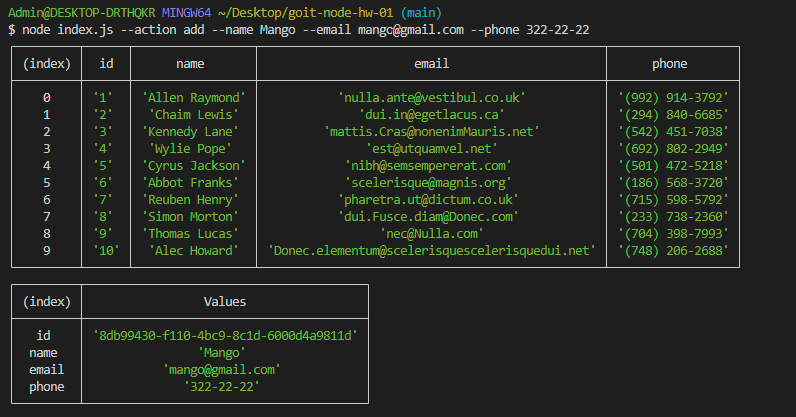 Admin@DESKTOP-DRTHQKR MINGW64 ~/Desktop/goit-node-hw-01 (main)
$ node index.js --action add --name Mango --email mango@gmail.com --phone 322-22-22
(index) id name email phone
0 '1' 'Allen Raymond' 'nulla.ante@vestibul.co.uk' '(992) 914-3792'
1 '2' 'Chaim Lewis' 'dui.in@egetlacus.ca' '(294) 840-6685'
2 '3' 'Kennedy Lane' 'mattis.Cras@nonenimMauris.net' '(542) 451-7038'
3 '4' 'Wylie Pope' 'est@utquamvel.net' '(692) 802-2949'
4 '5' 'Cyrus Jackson' 'nibh@semsempererat.com' '(501) 472-5218'
5 '6' 'Abbot Franks' 'scelerisque@magnis.org' '(186) 568-3720'
6 '7' 'Reuben Henry' 'pharetra.ut@dictum.co.uk' '(715) 598-5792'
7 '8' 'Simon Morton' 'dui.Fusce.diam@Donec.com' '(233) 738-2360'
8 '9' 'Thomas Lucas' 'nec@Nulla.com' '(704) 398-7993'
9 '10' 'Alec Howard' 'Donec.elementum@scelerisquescelerisquedui.net' '(748) 206-2688'
(index) Values
id '8db99430-f110-4bc9-8c1d-6000d4a9811d'
name 'Mango'
email 'mango@gmail.com'
phone '322-22-22'